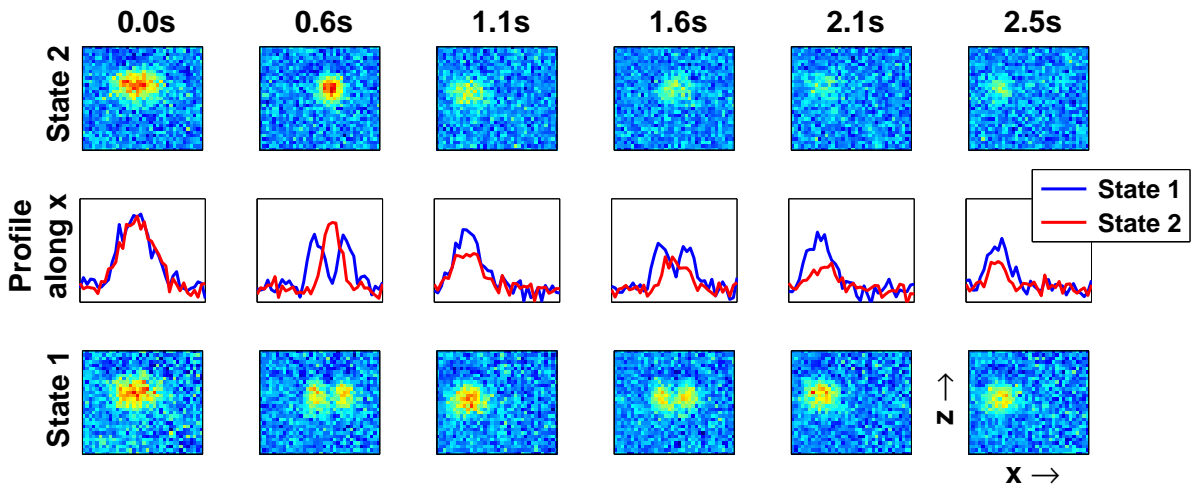 0.0s 0.6s 1.1s 1.6s 2.1s 2.5s
State 2
Profile
along x
State 1
State 2
State 1
z →
x →